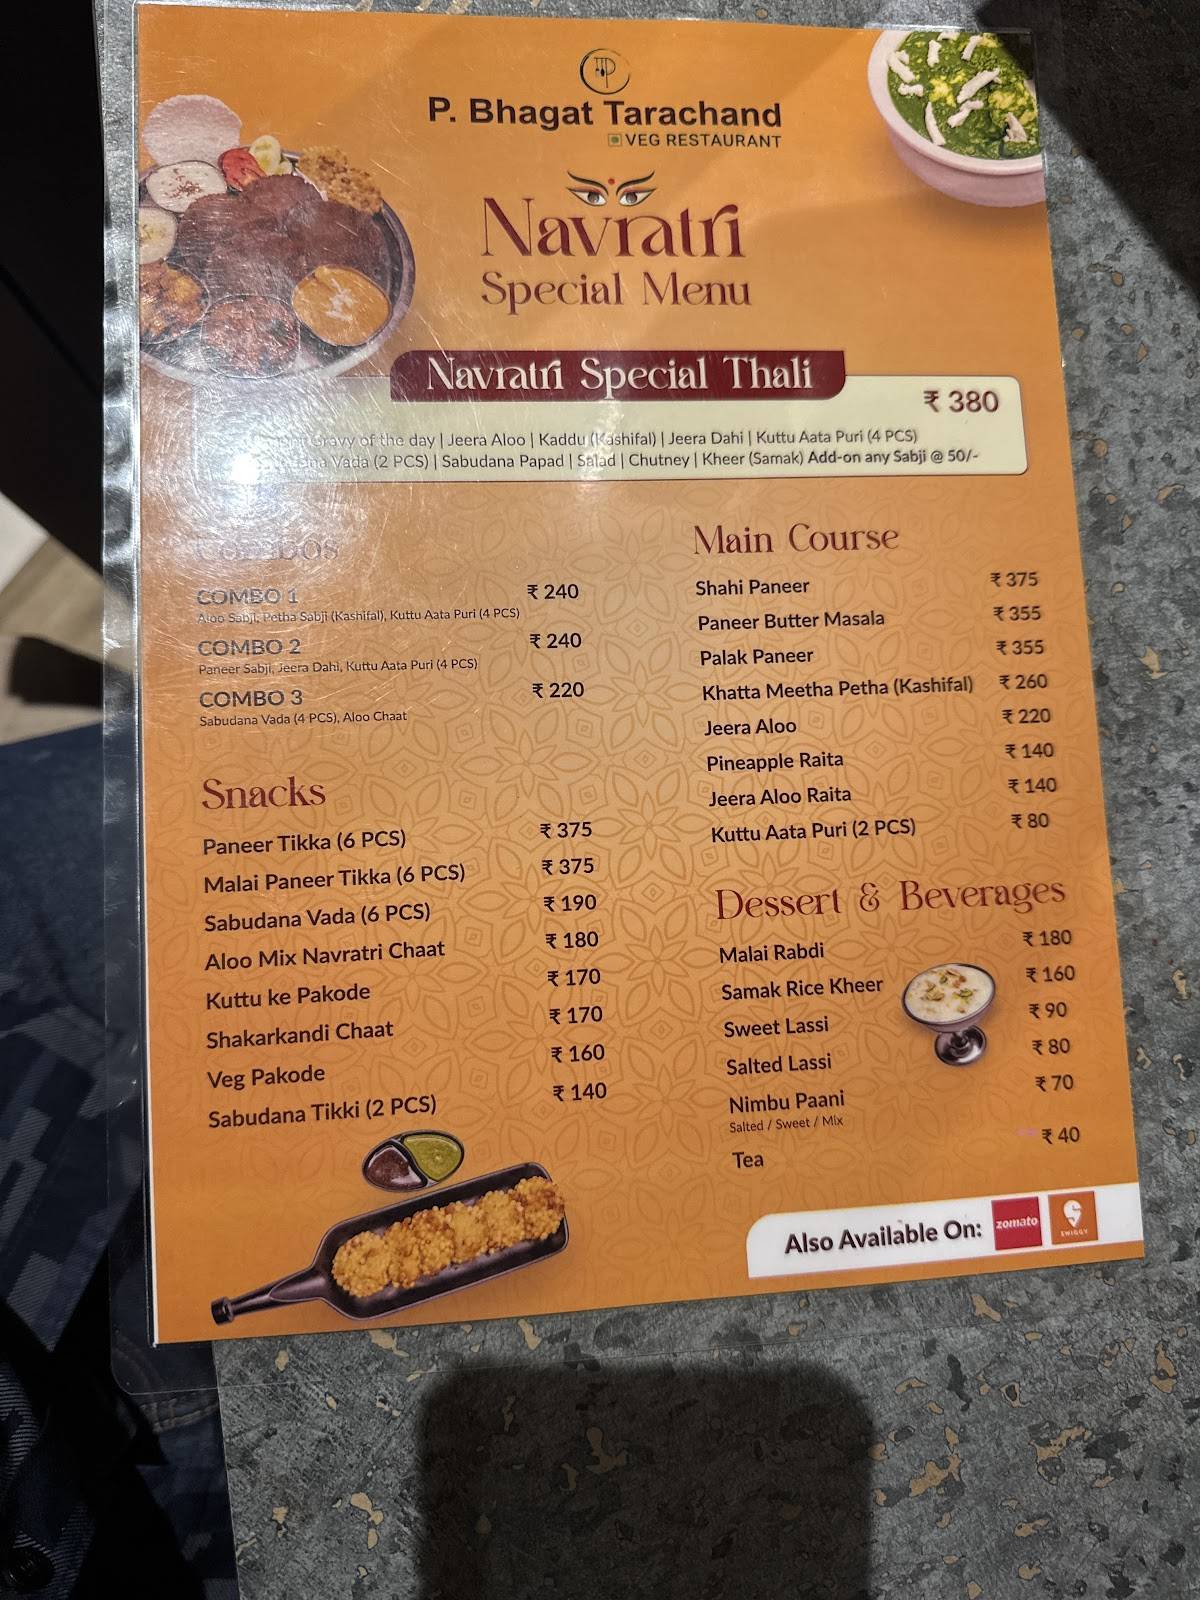 P. Bhagat Tarachand
VEG RESTAURANT
Navratri
Special Menu
Navratri Special Thali
₹ 380
Gravy of the day | Jeera Aloo | Kaddu (Kashifal) | Jeera Dahi | Kuttu Aata Puri (4 PCS)
Vada (2 PCS) | Sabudana Papad | Salad | Chutney | Kheer (Samak) Add-on any Sabji @ 50/-
Combos
COMBO 1 ₹ 240
Aloo Sabji, Petha Sabji (Kashifal), Kuttu Aata Puri (4 PCS)
COMBO 2 ₹ 240
Paneer Sabji, Jeera Dahi, Kuttu Aata Puri (4 PCS)
COMBO 3 ₹ 220
Sabudana Vada (4 PCS), Aloo Chaat
Snacks
Paneer Tikka (6 PCS) ₹ 375
Malai Paneer Tikka (6 PCS) ₹ 375
Sabudana Vada (6 PCS) ₹ 190
Aloo Mix Navratri Chaat ₹ 180
Kuttu ke Pakode ₹ 170
Shakarkandi Chaat ₹ 170
Veg Pakode ₹ 160
Sabudana Tikki (2 PCS) ₹ 140
Main Course
Shahi Paneer ₹ 375
Paneer Butter Masala ₹ 355
Palak Paneer ₹ 355
Khatta Meetha Petha (Kashifal) ₹ 260
Jeera Aloo ₹ 220
Pineapple Raita ₹ 140
Jeera Aloo Raita ₹ 140
Kuttu Aata Puri (2 PCS) ₹ 80
Dessert & Beverages
Malai Rabdi ₹ 180
Samak Rice Kheer ₹ 160
Sweet Lassi ₹ 90
Salted Lassi ₹ 80
Nimbu Paani ₹ 70
Salted / Sweet / Mix
Tea ₹ 40
Also Available On: zomato SWIGGY